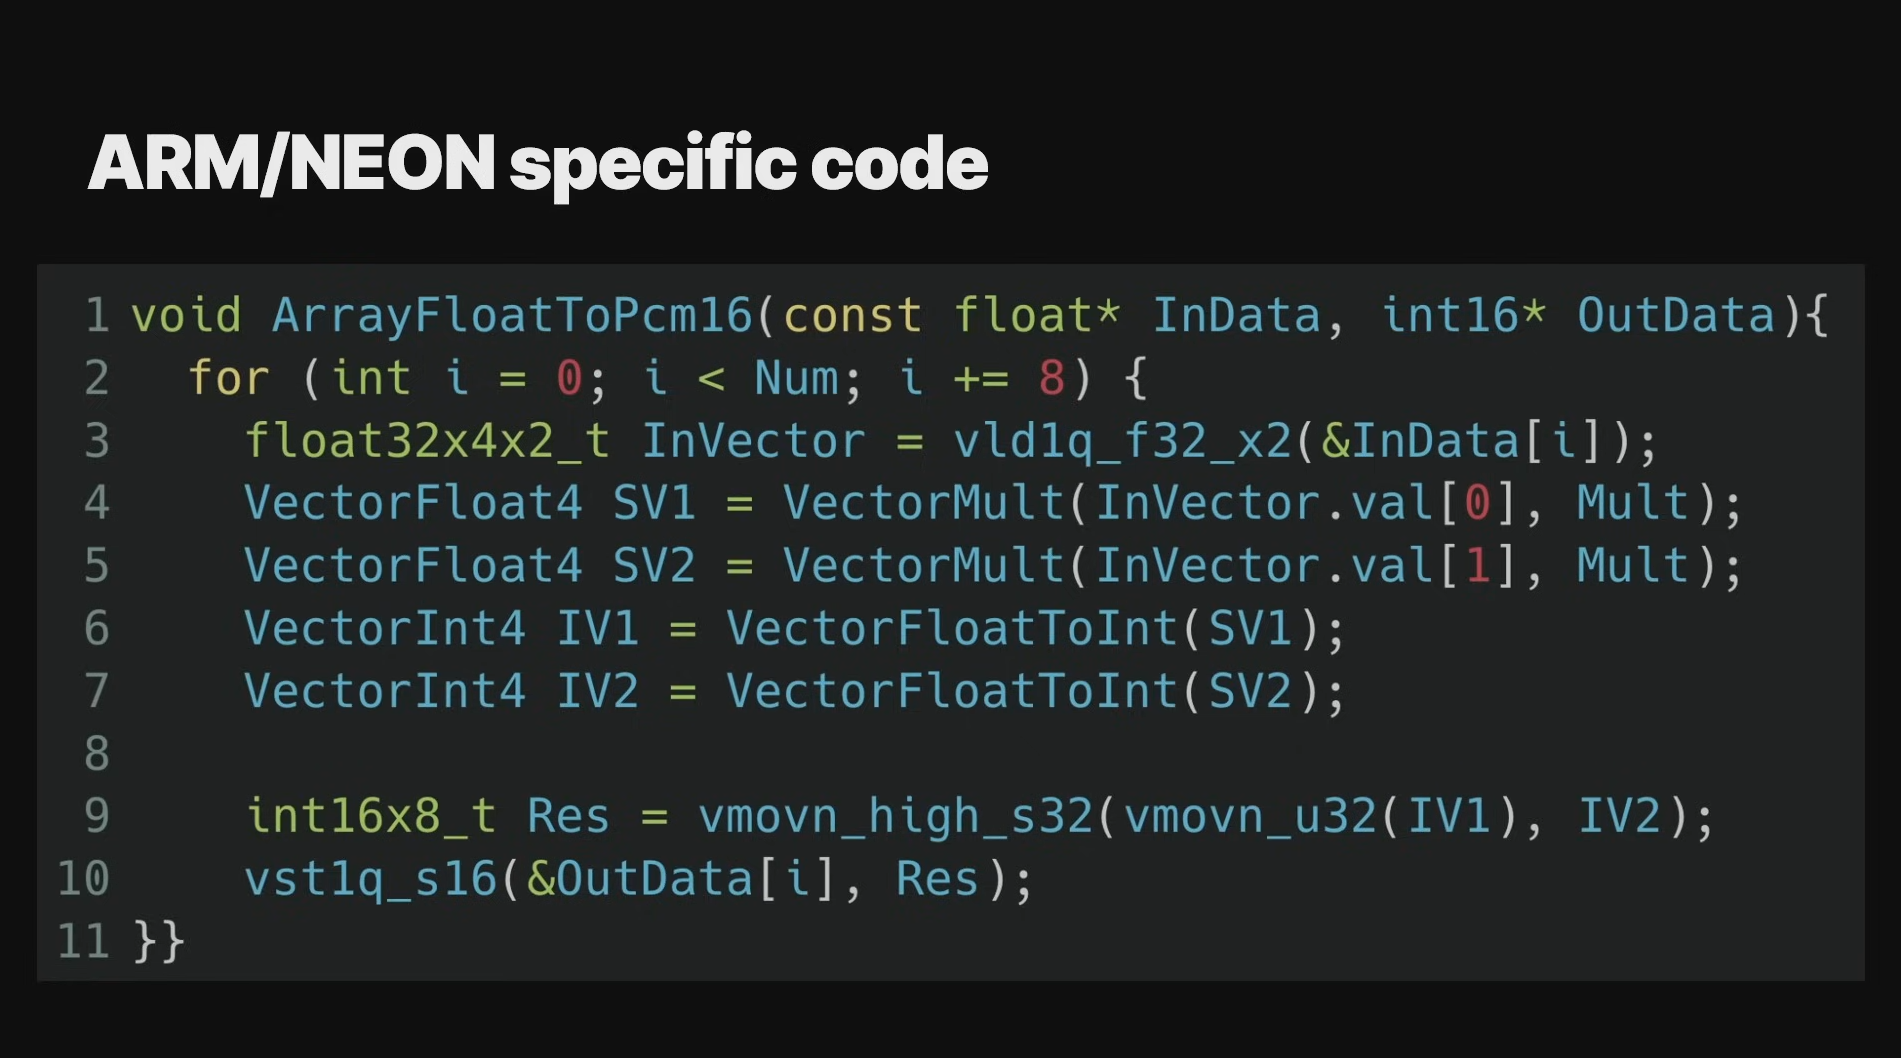 ARM/NEON specific code
1 void ArrayFloatToPcm16(const float* InData, int16* OutData){
2   for (int i = 0; i < Num; i += 8) {
3     float32x4x2_t InVector = vld1q_f32_x2(&InData[i]);
4     VectorFloat4 SV1 = VectorMult(InVector.val[0], Mult);
5     VectorFloat4 SV2 = VectorMult(InVector.val[1], Mult);
6     VectorInt4 IV1 = VectorFloatToInt(SV1);
7     VectorInt4 IV2 = VectorFloatToInt(SV2);
8
9     int16x8_t Res = vmovn_high_s32(vmovn_u32(IV1), IV2);
10     vst1q_s16(&OutData[i], Res);
11 }}